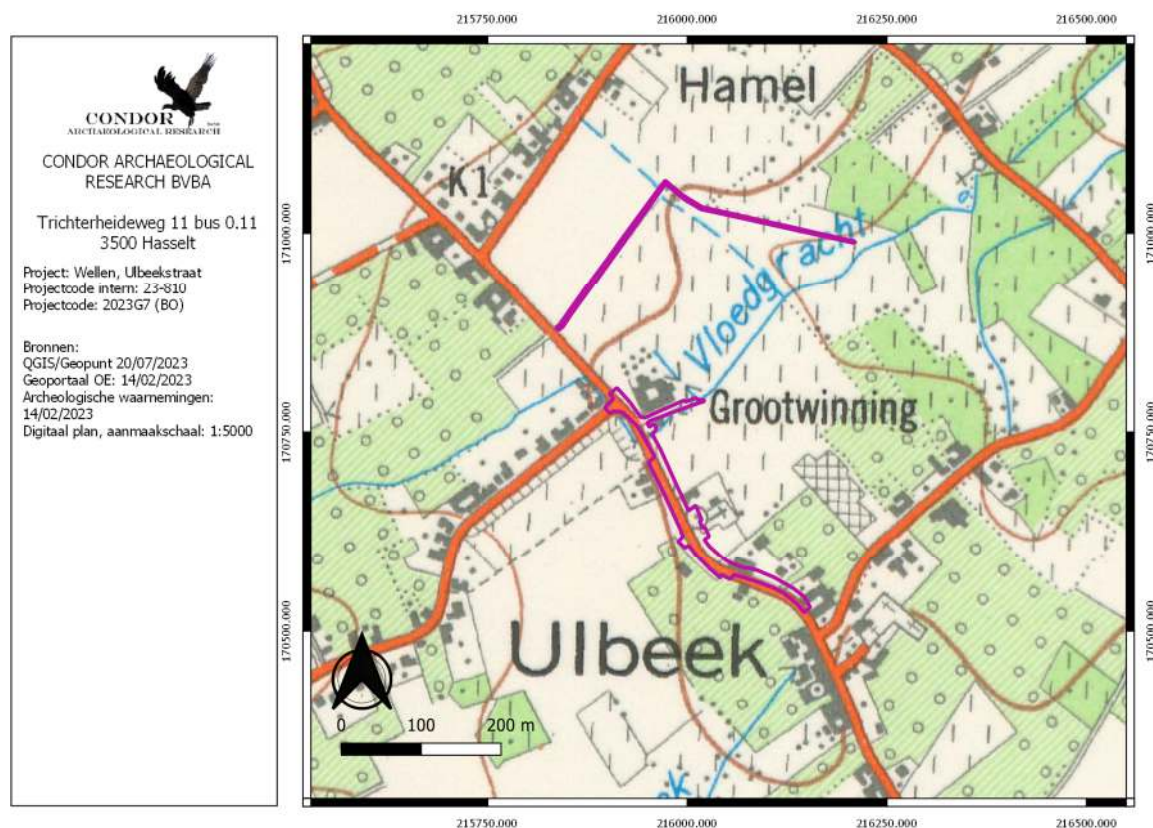 CONDOR
ARCHAEOLOGICAL RESEARCH
CONDOR ARCHAEOLOGICAL
RESEARCH BVBA
Trichterheideweg 11 bus 0.11
3500 Hasselt
Project: Wellen, Ulbeekstraat
Projectcode intern: 23-810
Projectcode: 2023G7 (BO)
Bronnen:
QGIS/Geopunt 20/07/2023
Geoportaal OE: 14/02/2023
Archeologische waarnemingen:
14/02/2023
Digitaal plan, aanmaakschaal: 1:5000
215750.000
216000.000
216250.000
216500.000
171000.000
170750.000
170500.000
Hamel
K1
Vloedgracht
Grootwinning
Ulbeek
0 100 200 m
171000.000
170750.000
170500.000
215750.000
216000.000
216250.000
216500.000